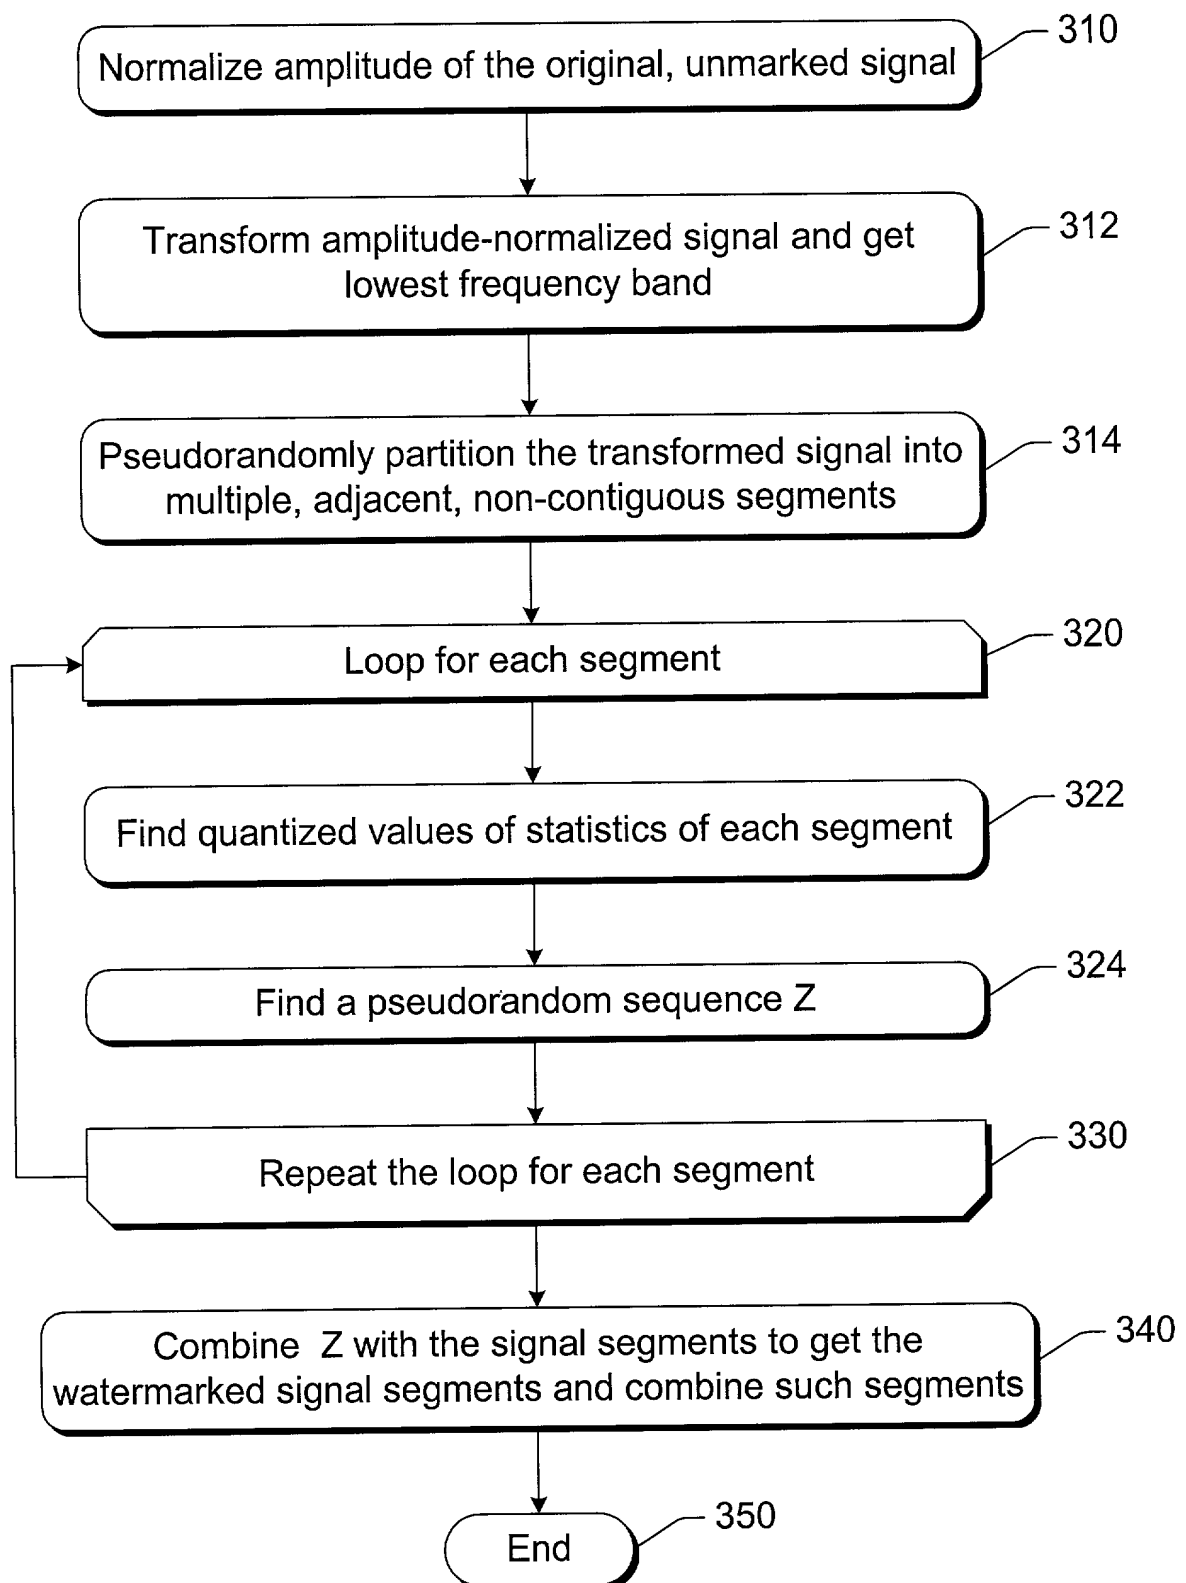 310
Normalize amplitude of the original, unmarked signal
312
Transform amplitude-normalized signal and get
lowest frequency band
314
Pseudorandomly partition the transformed signal into
multiple, adjacent, non-contiguous segments
320
Loop for each segment
322
Find quantized values of statistics of each segment
324
Find a pseudorandom sequence Z
330
Repeat the loop for each segment
340
Combine Z with the signal segments to get the
watermarked signal segments and combine such segments
350
End